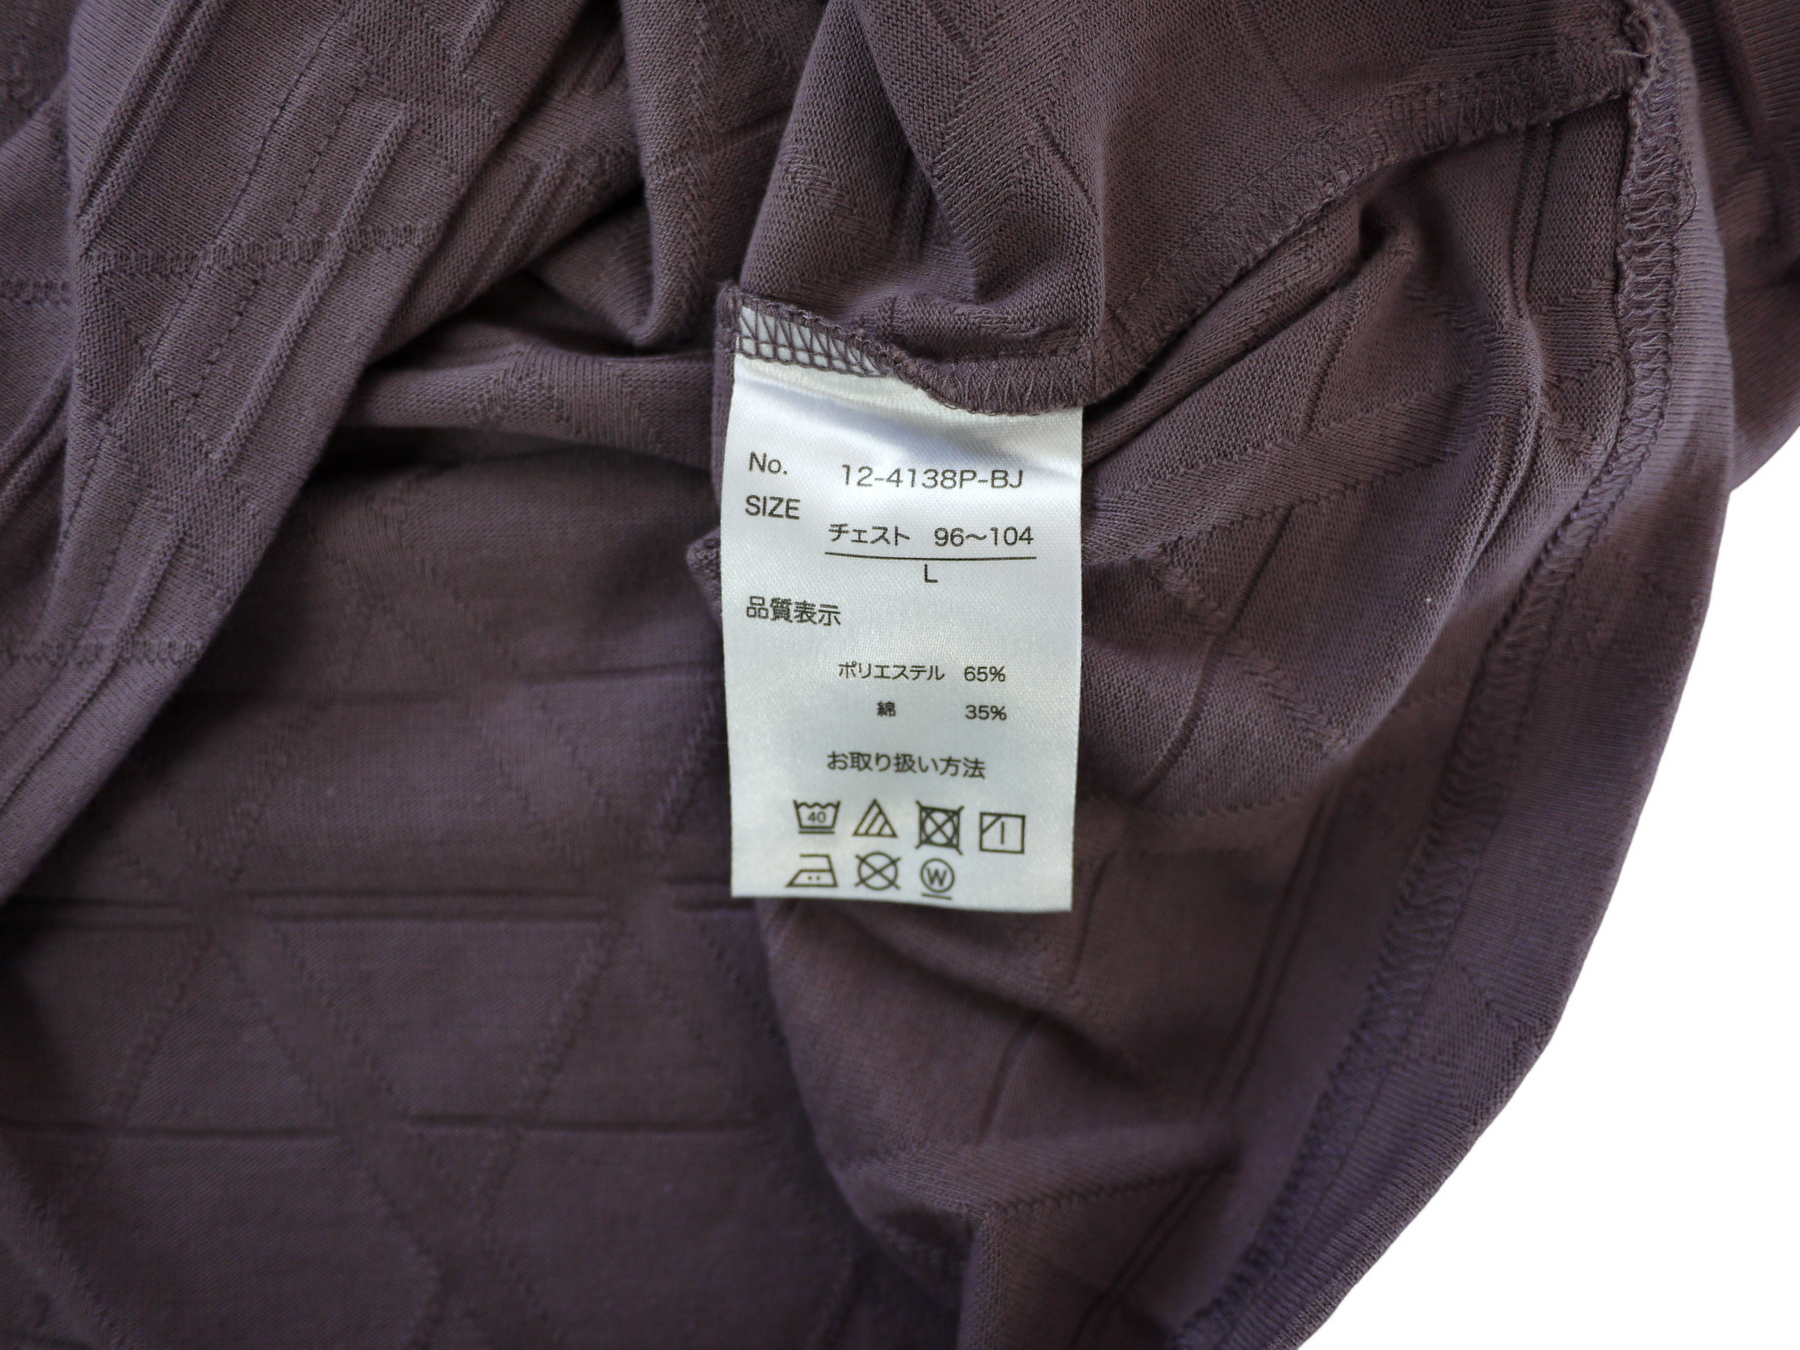 No. 12-4138P-BJ
SIZE
チェスト 96〜104
L
品質表示
ポリエステル 65%
綿 35%
お取り扱い方法
40
W